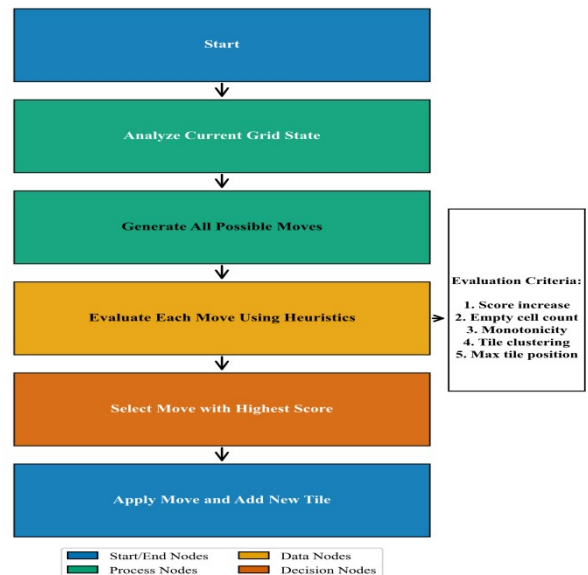 Start
Analyze Current Grid State
Generate All Possible Moves
Evaluate Each Move Using Heuristics
Evaluation Criteria:
1. Score increase
2. Empty cell count
3. Monotonicity
4. Tile clustering
5. Max tile position
Select Move with Highest Score
Apply Move and Add New Tile
Start/End Nodes
Data Nodes
Process Nodes
Decision Nodes